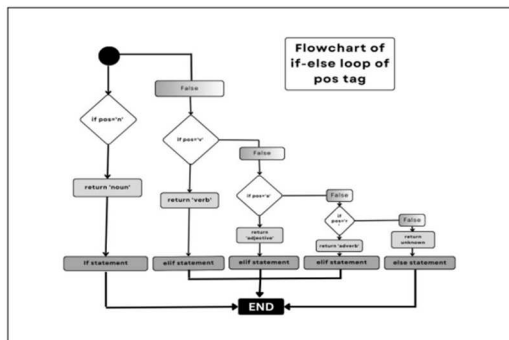 Flowchart of
if-else loop of
pos tag
False
if pos='n'
If pos='v'
False
return 'noun'
return 'verb'
if pos='a'
False
if
pos='r
'
False
return
'adjective'
return 'adverb'
return
unknown
If statement
elif statement
elif statement
elif statement
else statement
END